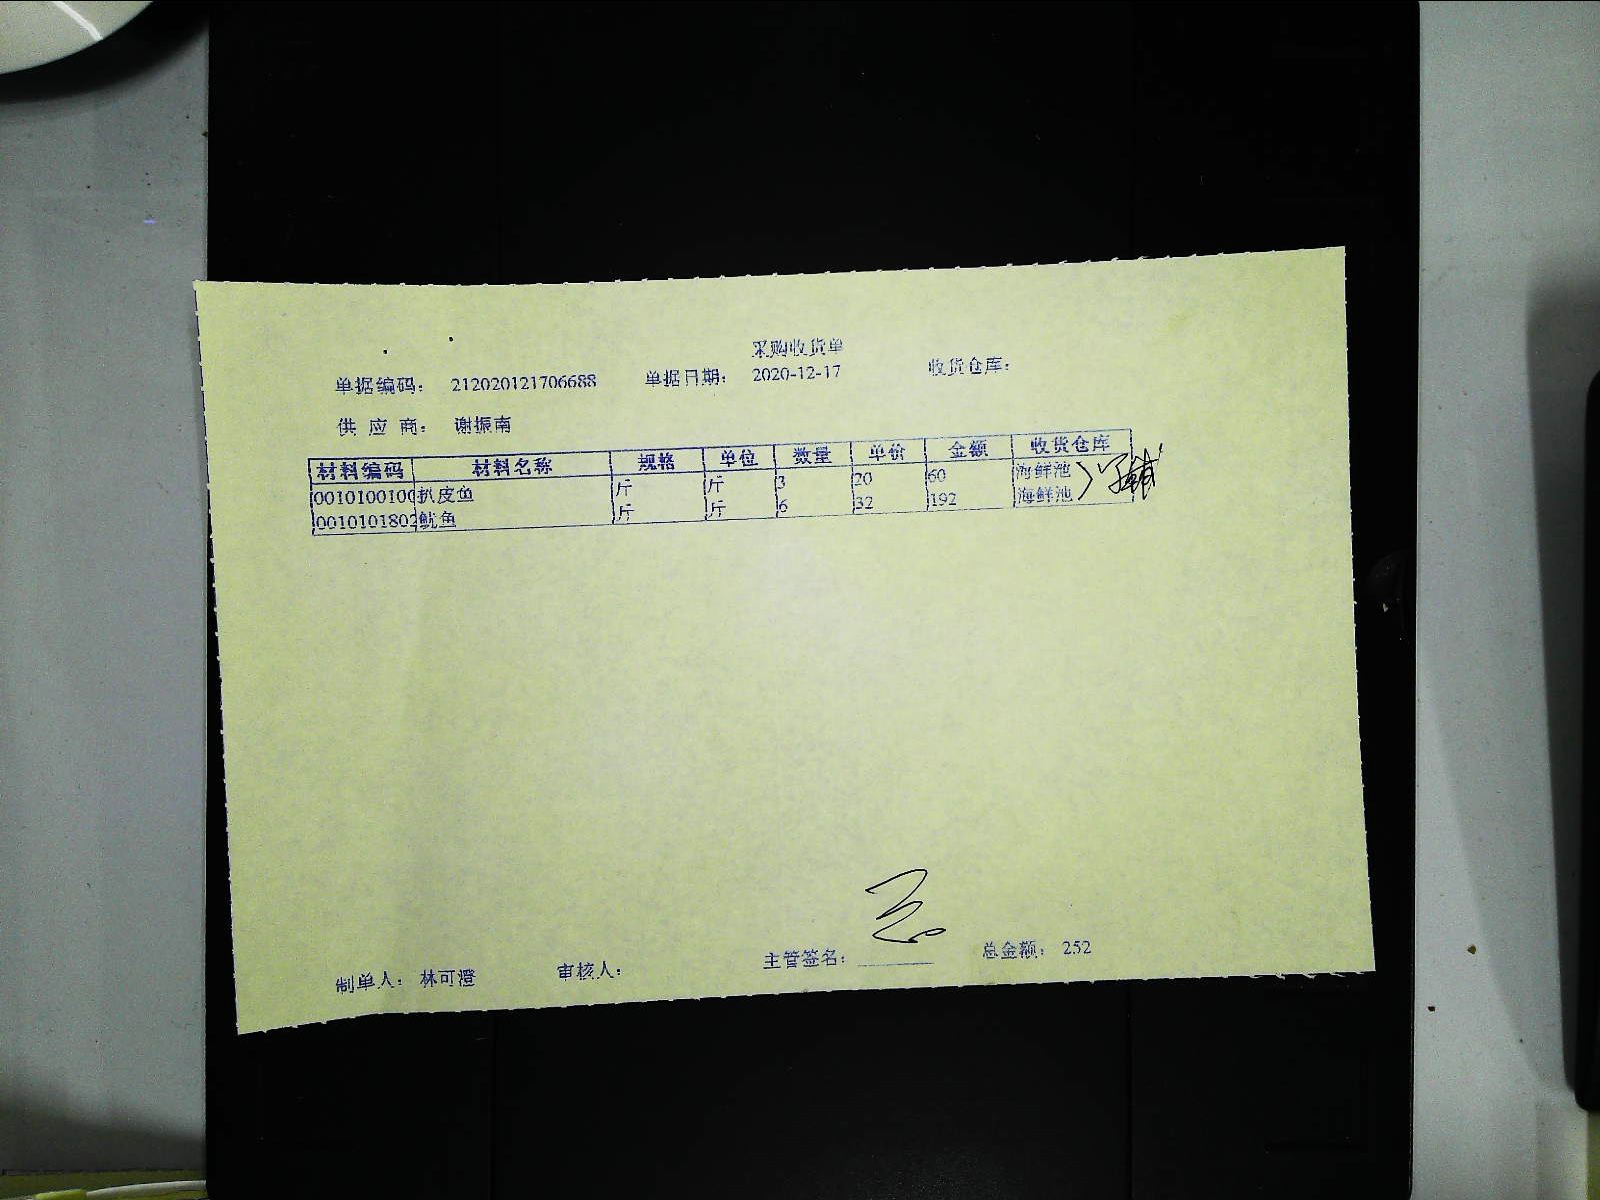 采购收货单
单据编码： 212020121706688 单据日期： 2020-12-17 收货仓库：
供 应 商： 谢振南
材料编码 材料名称 规格 单位 数量 单价 金额 收货仓库
0010100100 扒皮鱼 斤 斤 3 20 60 海鲜池
0010101802 鱿鱼 斤 斤 6 32 192 海鲜池
制单人： 林可澄 审核人： 主管签名： 总金额： 252